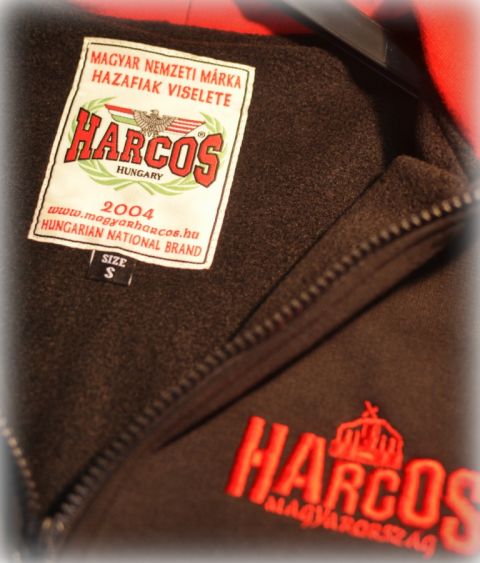 MAGYAR NEMZETI MÁRKA
HAZAFIAK VISELETE
HARCOS®
HUNGARY
2004
www.magyarharcos.hu
HUNGARIAN NATIONAL BRAND
SIZE
S
HARCOS
MAGYARORSZÁG